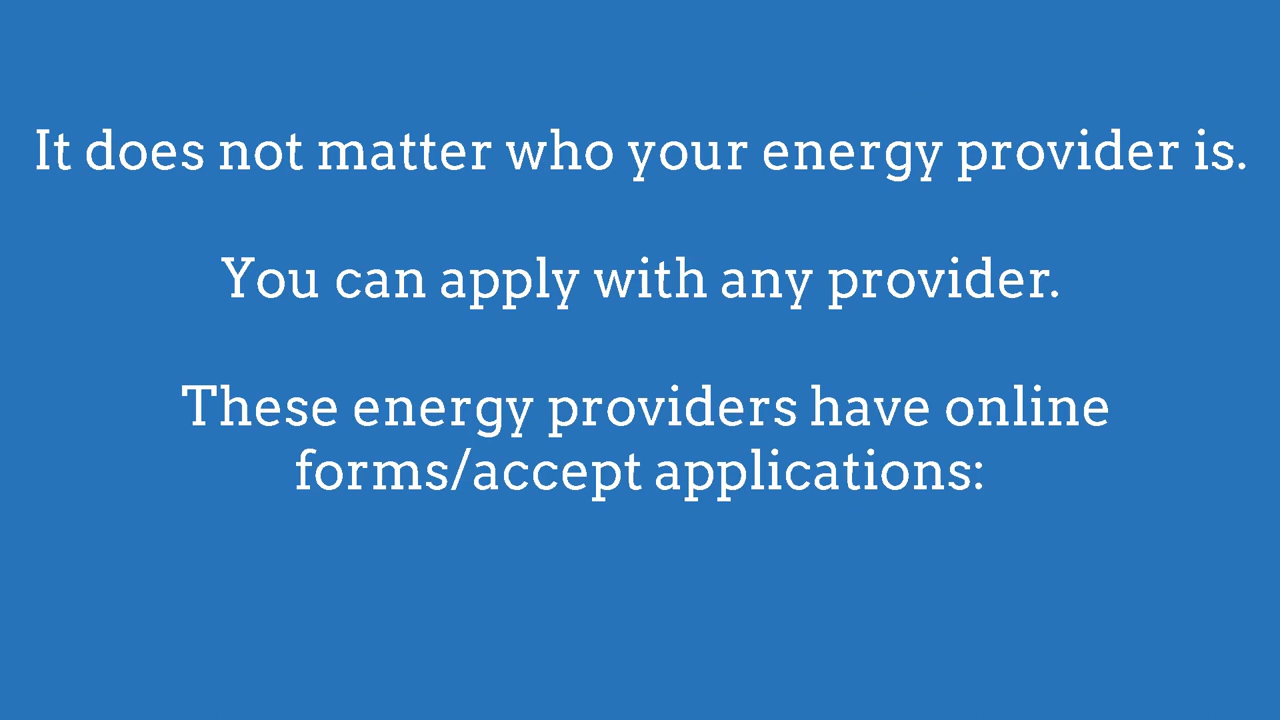 It does not matter who your energy provider is.
You can apply with any provider.
These energy providers have online
forms/accept applications: